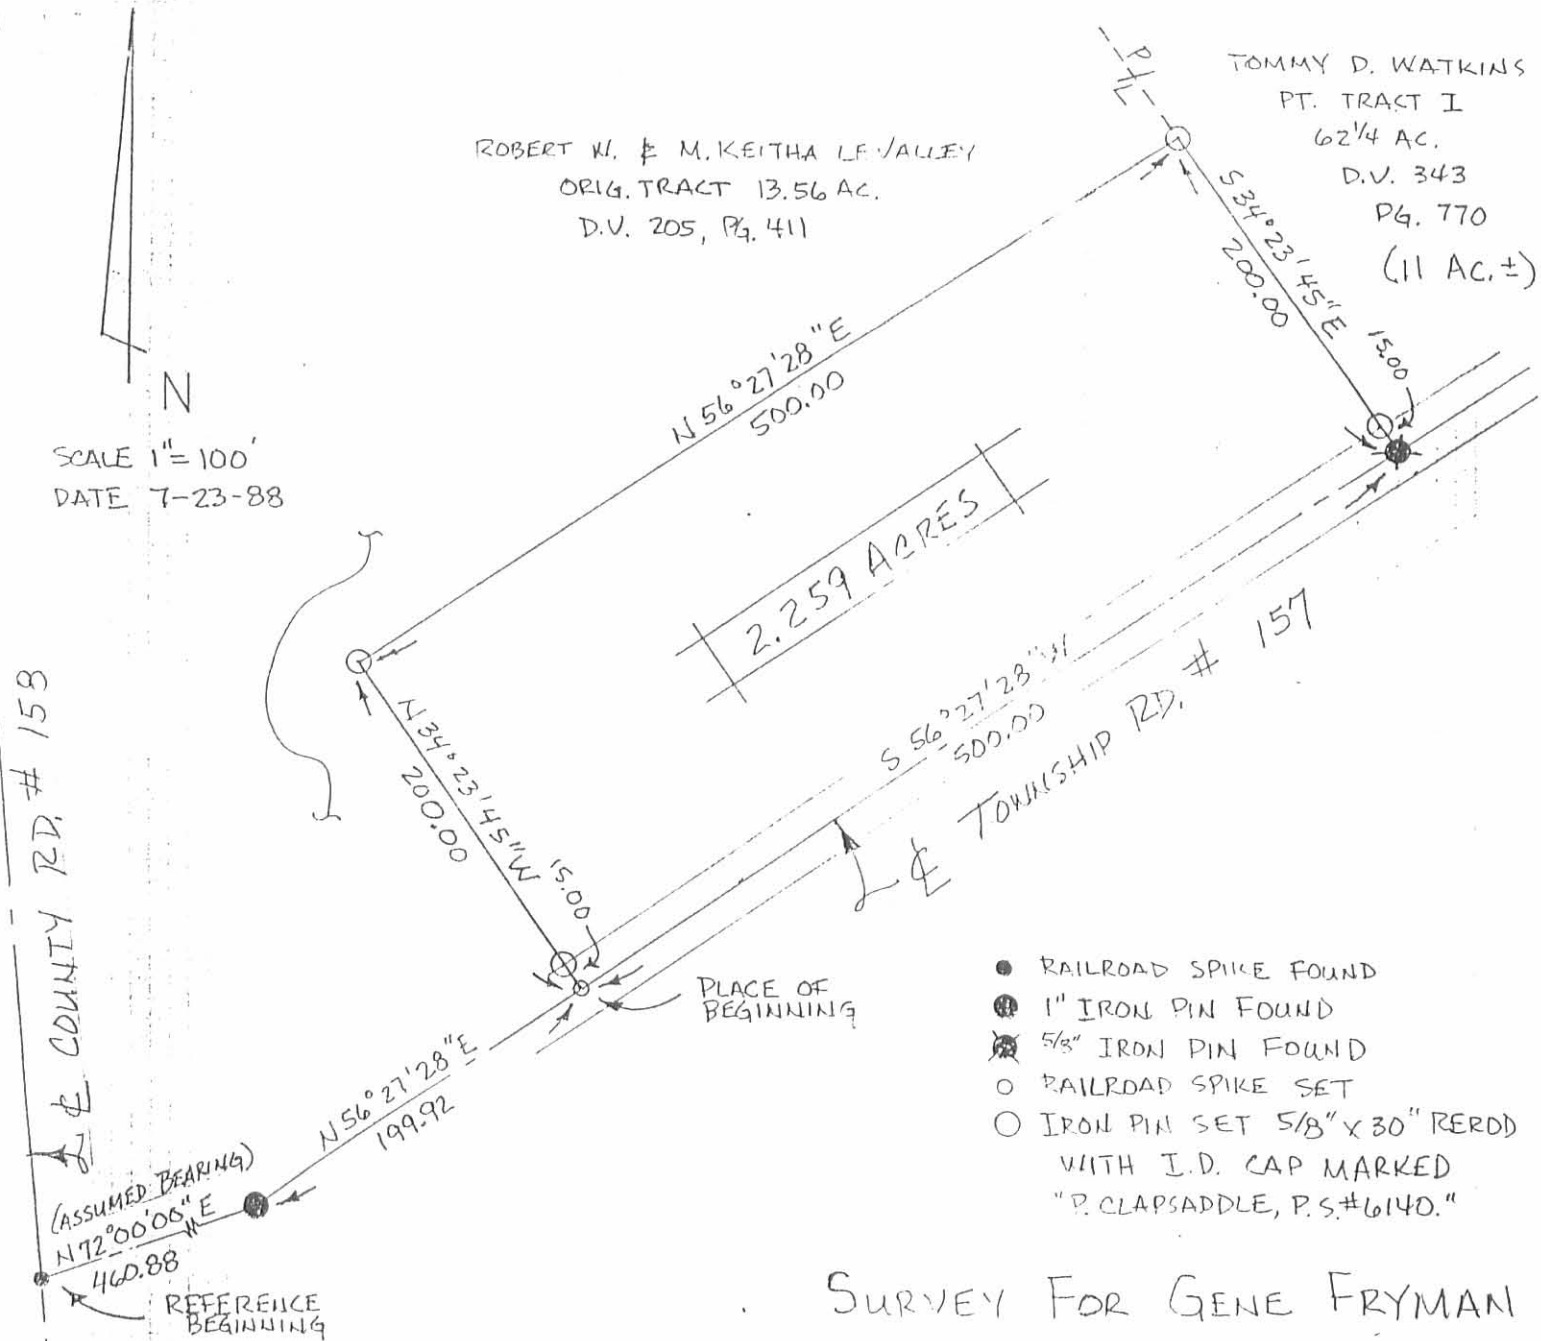 P/L
TOMMY D. WATKINS
PT. TRACT I
62 1/4 AC.
D.V. 343
PG. 770
(11 AC.±)
ROBERT W. & M. KEITHA LEVALLEY
ORIG. TRACT 13.56 AC.
D.V. 205, PG. 411
S 34°23'45"E
200.00
15.00
N 56°27'28"E
500.00
N
SCALE 1"=100'
DATE 7-23-88
2.259 ACRES
N 34°23'45"W
200.00
15.00
S 56°27'28"W
500.00
℄ TOWNSHIP RD. # 157
℄ COUNTY RD. # 158
PLACE OF
BEGINNING
N 56°27'28"E
199.92
(ASSUMED BEARING)
N 72°00'00"E
460.88
REFERENCE
BEGINNING
RAILROAD SPIKE FOUND
1" IRON PIN FOUND
5/8" IRON PIN FOUND
RAILROAD SPIKE SET
IRON PIN SET 5/8" x 30" REROD
WITH I.D. CAP MARKED
"P. CLAPSADDLE, P.S.#6140."
SURVEY FOR GENE FRYMAN